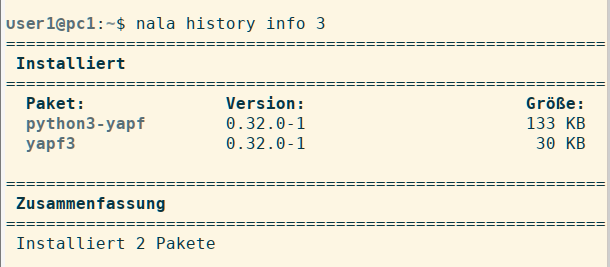 user1@pc1:~$ nala history info 3
============================================================
Installiert
============================================================
Paket: Version: Größe:
python3-yapf 0.32.0-1 133 KB
yapf3 0.32.0-1 30 KB
============================================================
Zusammenfassung
============================================================
Installiert 2 Pakete